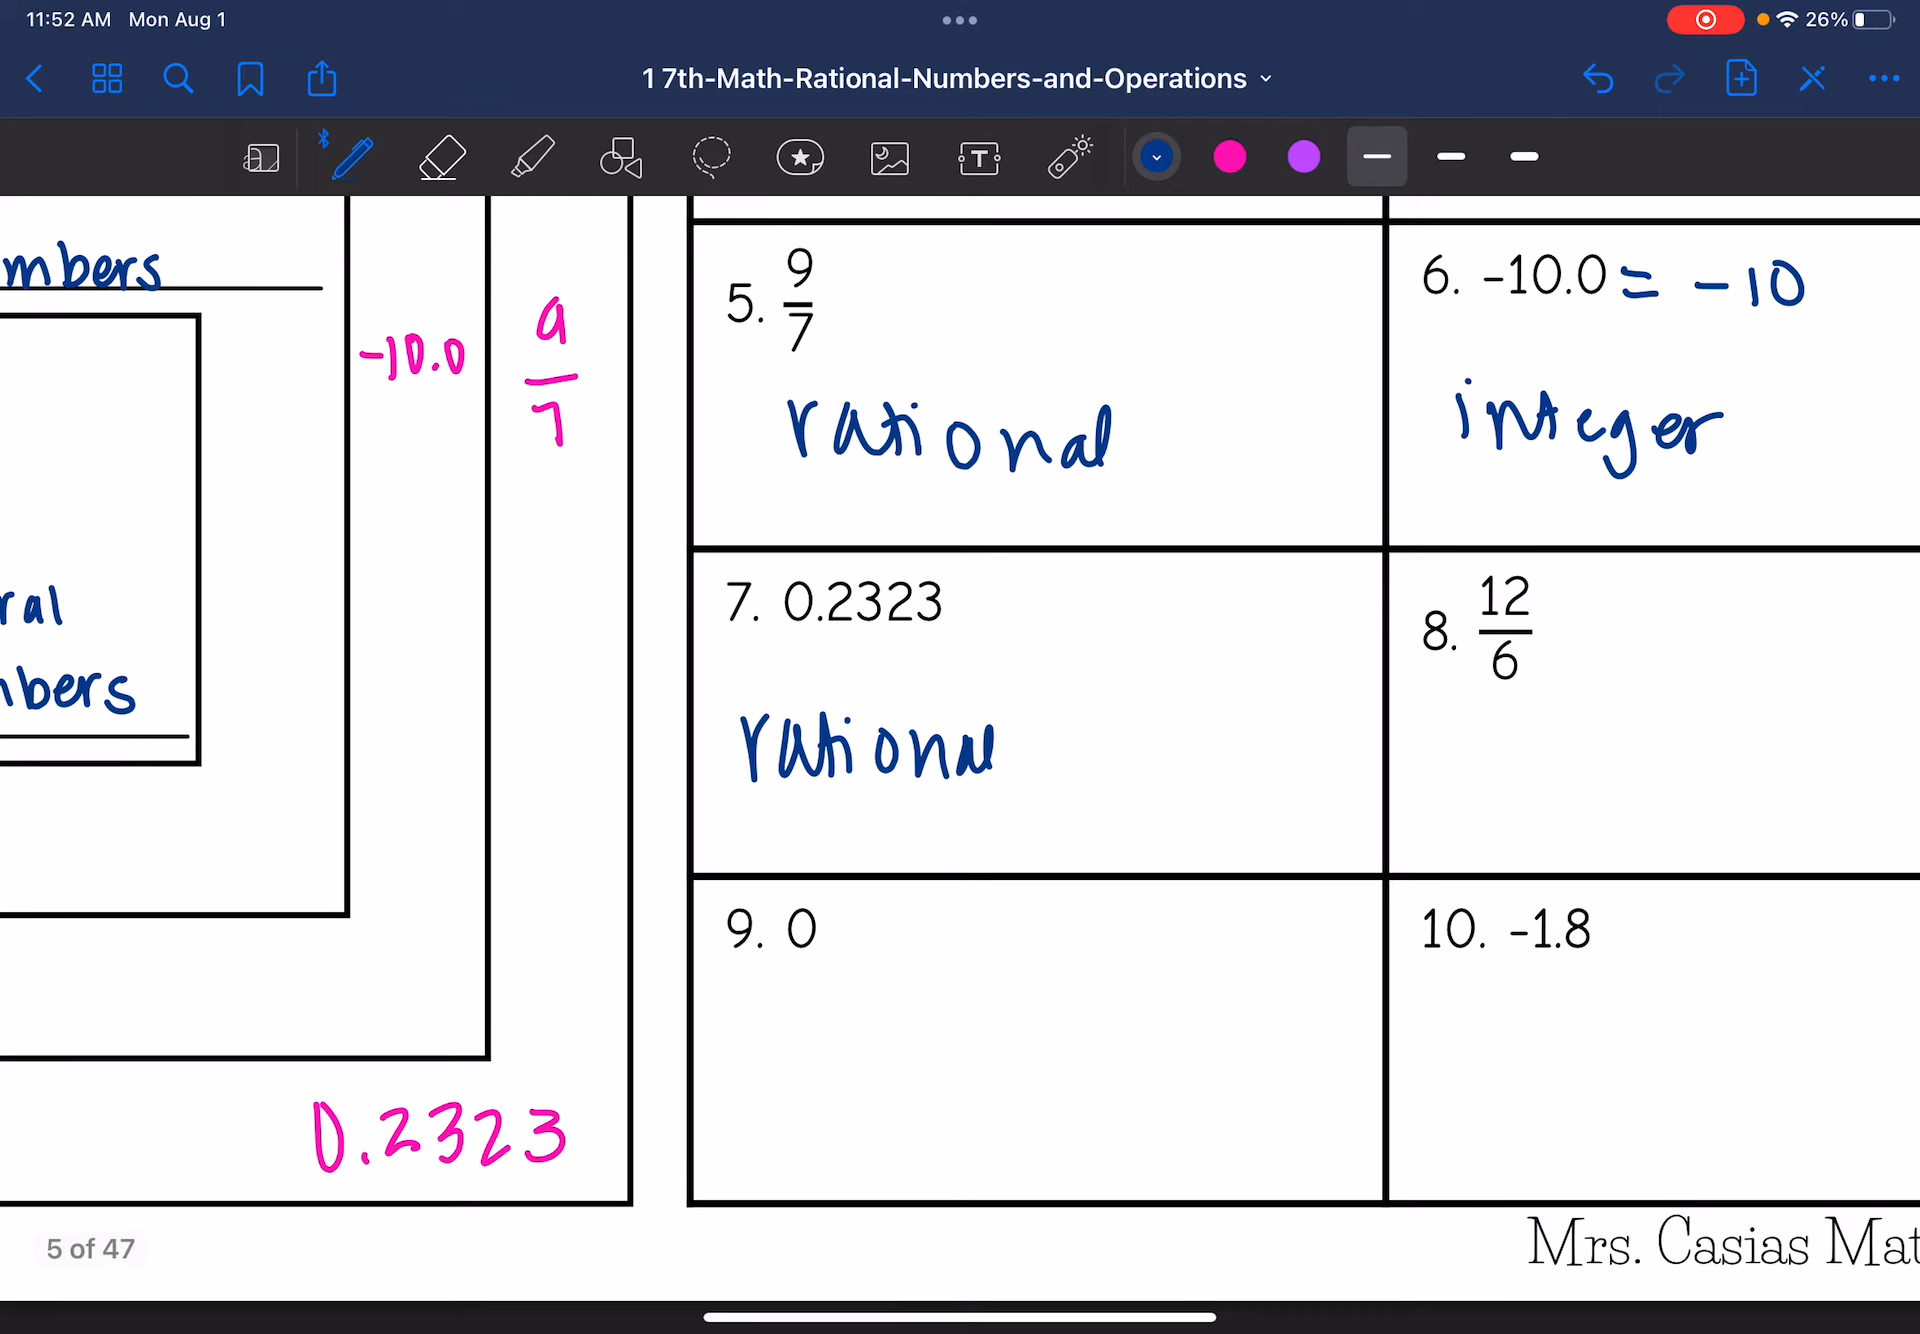 11:52 AM Mon Aug 1
26%
1 7th-Math-Rational-Numbers-and-Operations
mbers
-10.0
9
7
ral
bers
0.2323
5. 9/7
rational
6. -10.0 = -10
integer
7. 0.2323
rational
8. 12/6
9. 0
10. -1.8
5 of 47
Mrs. Casias Mat